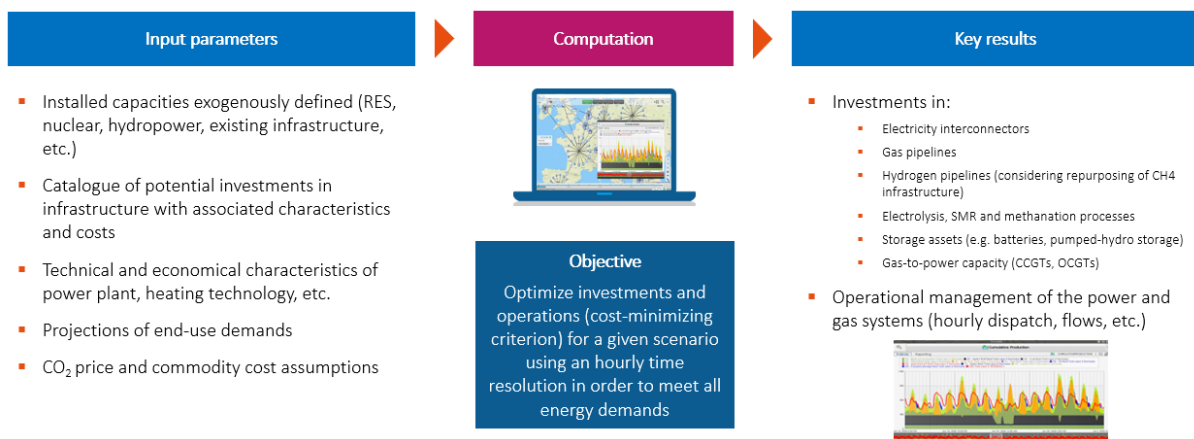 Input parameters
Installed capacities exogenously defined (RES,
nuclear, hydropower, existing infrastructure,
etc.)
Catalogue of potential investments in
infrastructure with associated characteristics
and costs
Technical and economical characteristics of
power plant, heating technology, etc.
Projections of end-use demands
CO₂ price and commodity cost assumptions
Computation
Objective
Optimize investments and
operations (cost-minimizing
criterion) for a given scenario
using an hourly time
resolution in order to meet all
energy demands
Key results
Investments in:
Electricity interconnectors
Gas pipelines
Hydrogen pipelines (considering repurposing of CH4
infrastructure)
Electrolysis, SMR and methanation processes
Storage assets (e.g. batteries, pumped-hydro storage)
Gas-to-power capacity (CCGTs, OCGTs)
Operational management of the power and
gas systems (hourly dispatch, flows, etc.)
Cumulative Production